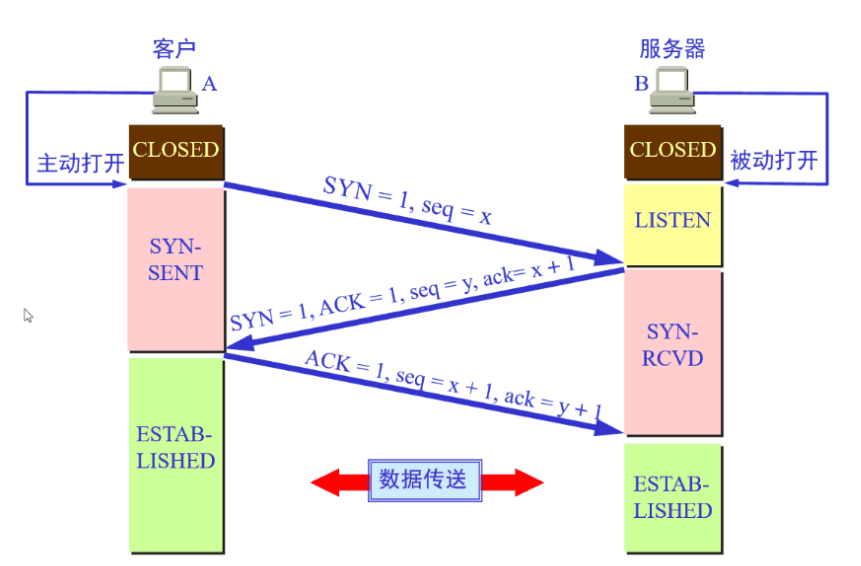 客户
服务器
A
B
CLOSED
CLOSED
主动打开
被动打开
SYN = 1, seq = x
LISTEN
SYN-
SENT
SYN = 1, ACK = 1, seq = y, ack= x + 1
SYN-
RCVD
ACK = 1, seq = x + 1, ack = y + 1
ESTAB-
LISHED
数据传送
ESTAB-
LISHED